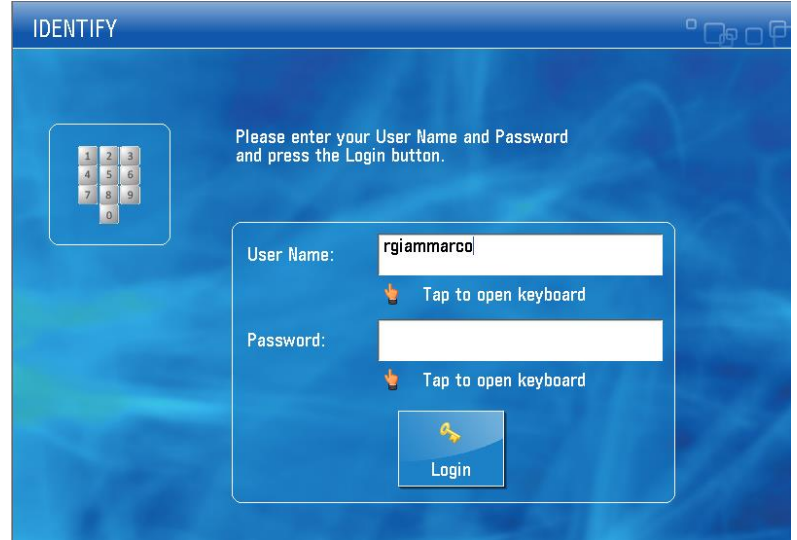 IDENTIFY
1 2 3
4 5 6
7 8 9
0
Please enter your User Name and Password
and press the Login button.
User Name: rgiammarco
Tap to open keyboard
Password:
Tap to open keyboard
Login